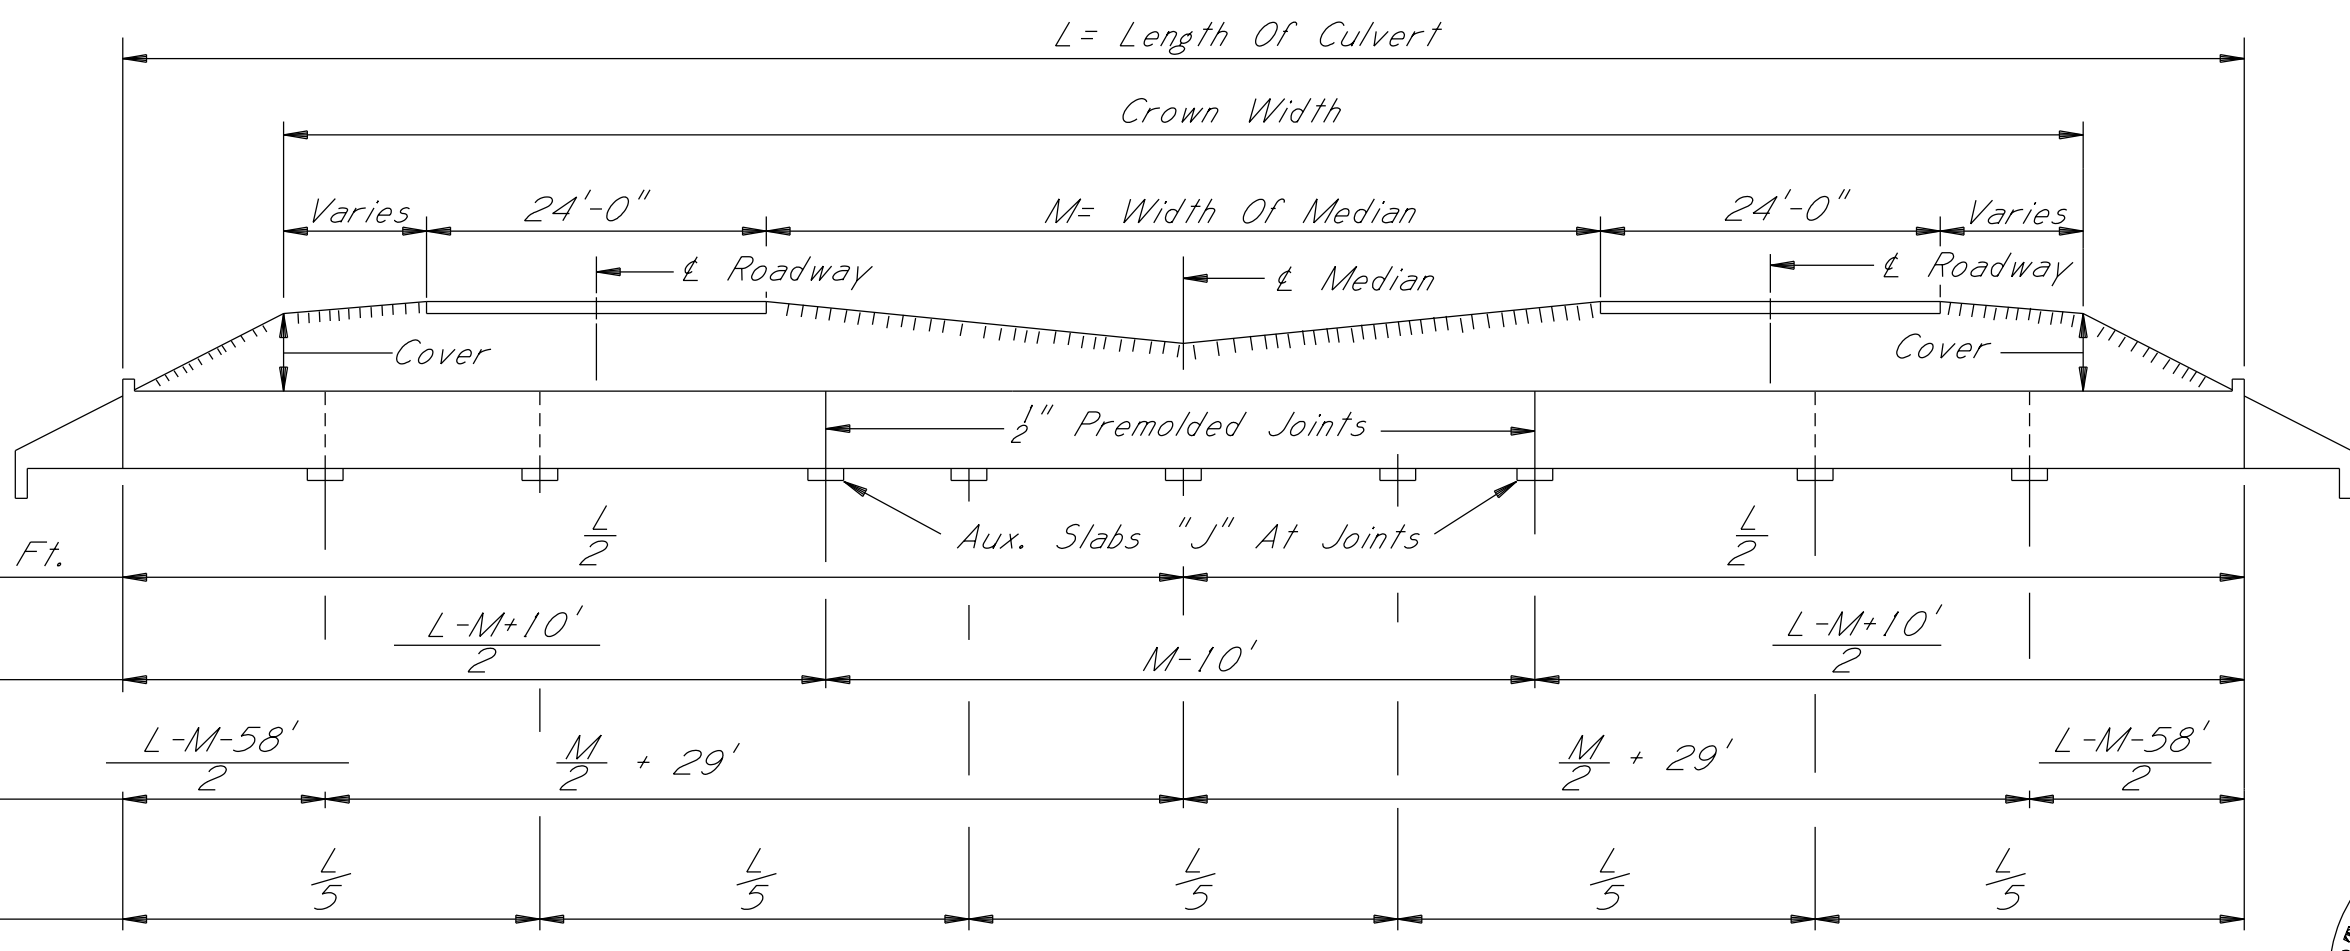 L= Length Of Culvert
Crown Width
Varies
24'-0"
M= Width Of Median
24'-0"
Varies
℄ Roadway
℄ Median
℄ Roadway
Cover
Cover
1/2" Premolded Joints
Aux. Slabs "J" At Joints
Ft.
L/2
L/2
L-M+10'/2
M-10'
L-M+10'/2
L-M-58'/2
M/2 + 29'
M/2 + 29'
L-M-58'/2
L/5
L/5
L/5
L/5
L/5